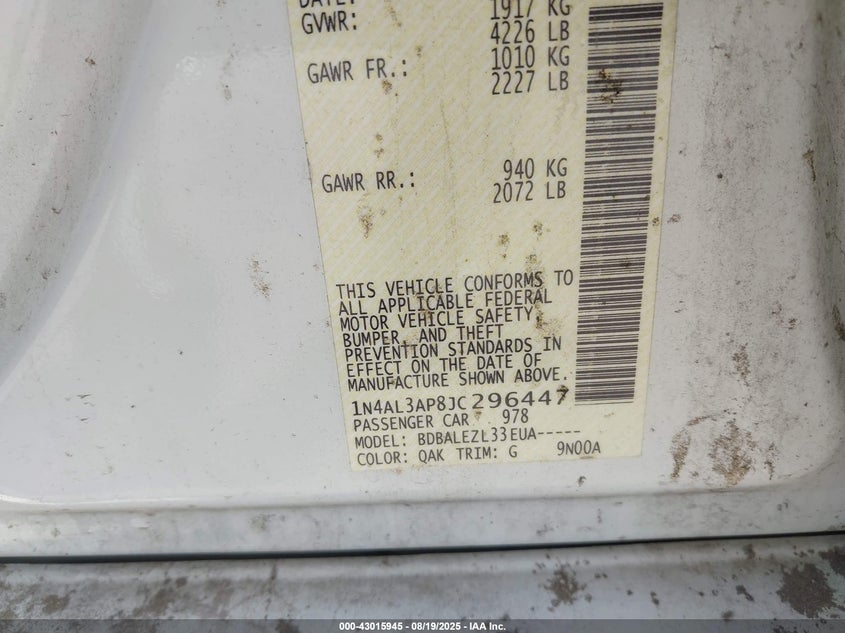 DATE:
GVWR: 1917 KG
4226 LB
GAWR FR.: 1010 KG
2227 LB
GAWR RR.: 940 KG
2072 LB
THIS VEHICLE CONFORMS TO
ALL APPLICABLE FEDERAL
MOTOR VEHICLE SAFETY,
BUMPER, AND THEFT
PREVENTION STANDARDS IN
EFFECT ON THE DATE OF
MANUFACTURE SHOWN ABOVE.
1N4AL3AP8JC296447
PASSENGER CAR 978
MODEL: BDBALEZL33EUA-----
COLOR: QAK TRIM: G 9N00A
000-43015945 - 08/19/2025 - IAA Inc.